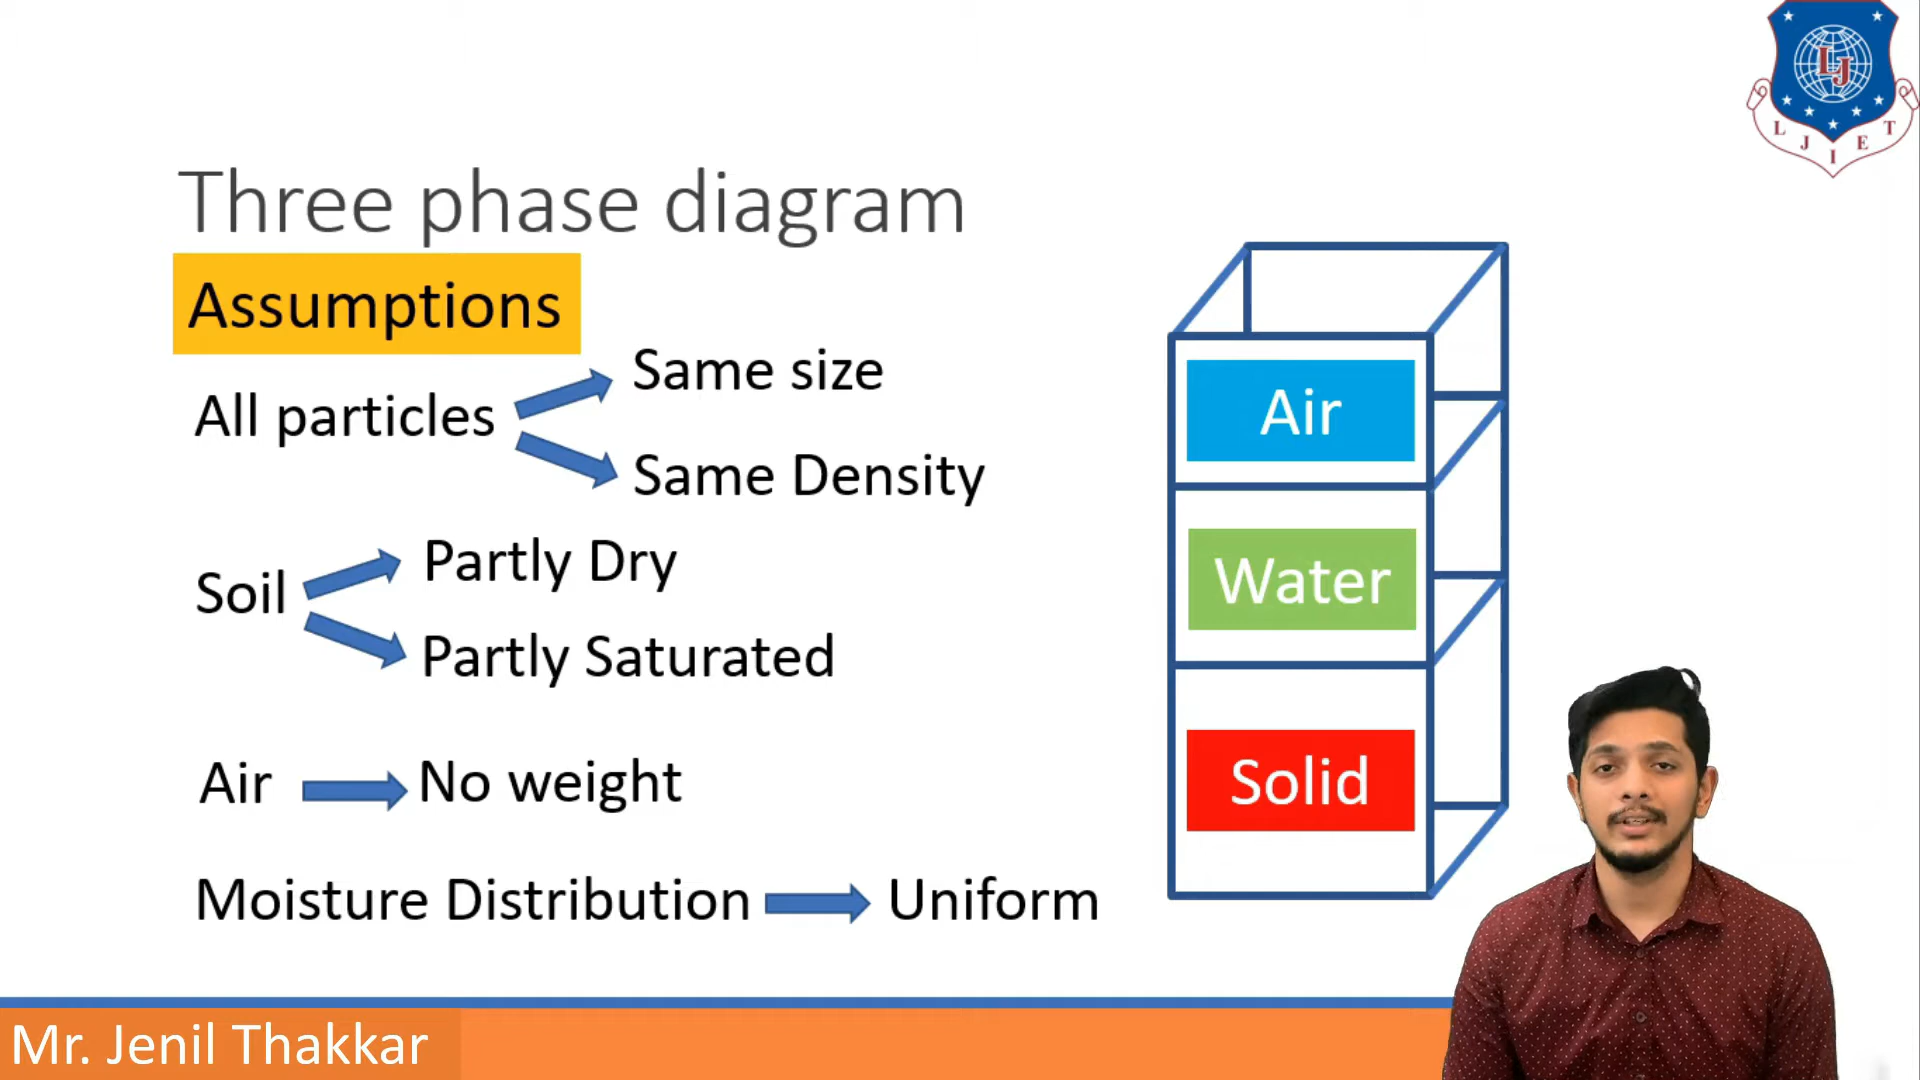 Three phase diagram
Assumptions
All particles
Same size
Same Density
Soil
Partly Dry
Partly Saturated
Air
No weight
Moisture Distribution
Uniform
Air
Water
Solid
LJ
L J I E T
Mr. Jenil Thakkar